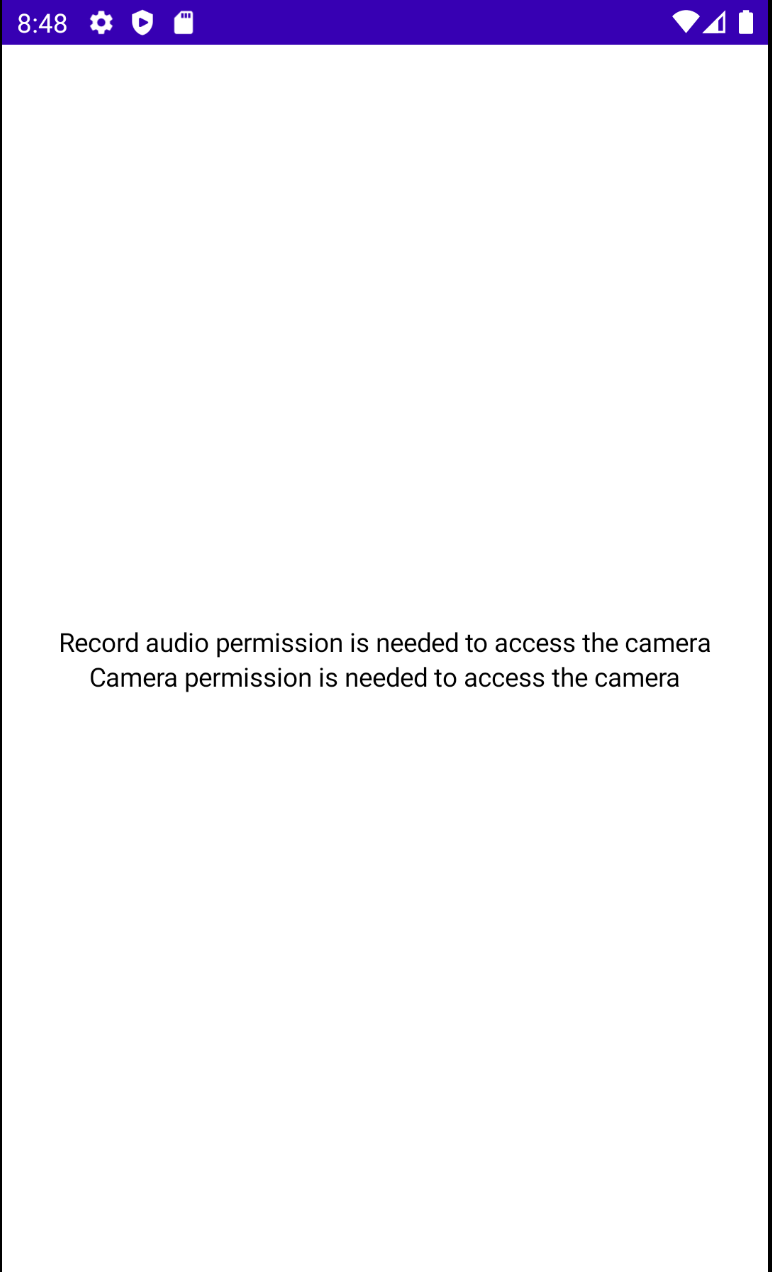 8:48
Record audio permission is needed to access the camera
Camera permission is needed to access the camera